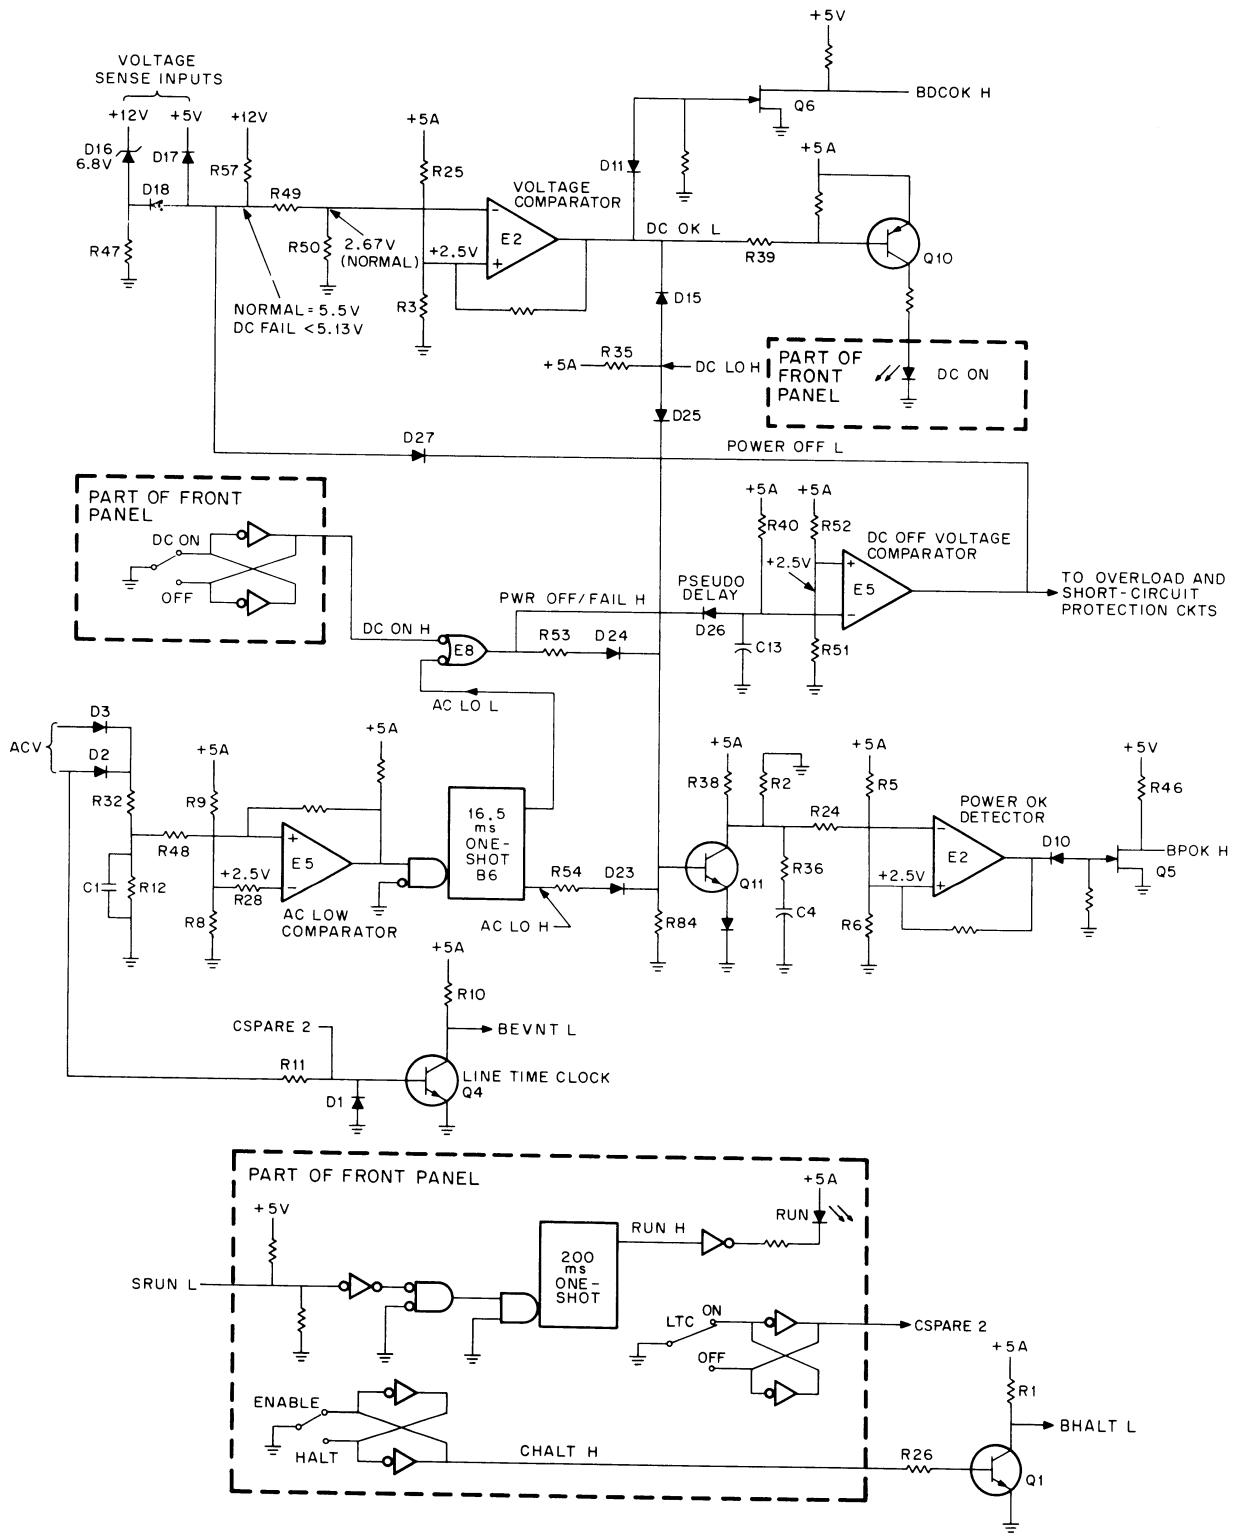 +5V
VOLTAGE
SENSE INPUTS
BDCOK H
Q6
+12V
+5V
+12V
+5A
+5A
D16
6.8V
D17
R57
D11
R25
D18
R49
VOLTAGE
COMPARATOR
DC OK L
R47
R50
2.67V
(NORMAL)
+2.5V
-
+
E2
R39
Q10
NORMAL = 5.5V
DC FAIL <5.13V
R3
D15
+5A
R35
DC LO H
PART OF
FRONT
PANEL
DC ON
D25
D27
POWER OFF L
PART OF FRONT
PANEL
DC ON
OFF
+5A
+5A
R40
R52
DC OFF VOLTAGE
COMPARATOR
+2.5V
+
-
E5
TO OVERLOAD AND
SHORT-CIRCUIT
PROTECTION CKTS
PSEUDO
DELAY
PWR OFF/FAIL H
D26
DC ON H
E8
R53
D24
C13
R51
AC LO L
D3
ACV
D2
+5A
+5A
+5A
+5A
+5V
R32
R9
R38
R2
R5
R46
16.5
ms
ONE-
SHOT
B6
R24
POWER OK
DETECTOR
R48
+
-
E5
+2.5V
R28
-
+
E2
D10
BPOK H
Q5
C1
R12
R54
D23
Q11
R36
+2.5V
R8
AC LOW
COMPARATOR
AC LO H
R84
C4
R6
+5A
R10
CSPARE 2
BEVNT L
R11
LINE TIME CLOCK
D1
Q4
PART OF FRONT PANEL
+5V
+5A
RUN H
RUN
SRUN L
200
ms
ONE-
SHOT
LTC
ON
OFF
CSPARE 2
+5A
R1
ENABLE
HALT
CHALT H
BHALT L
R26
Q1